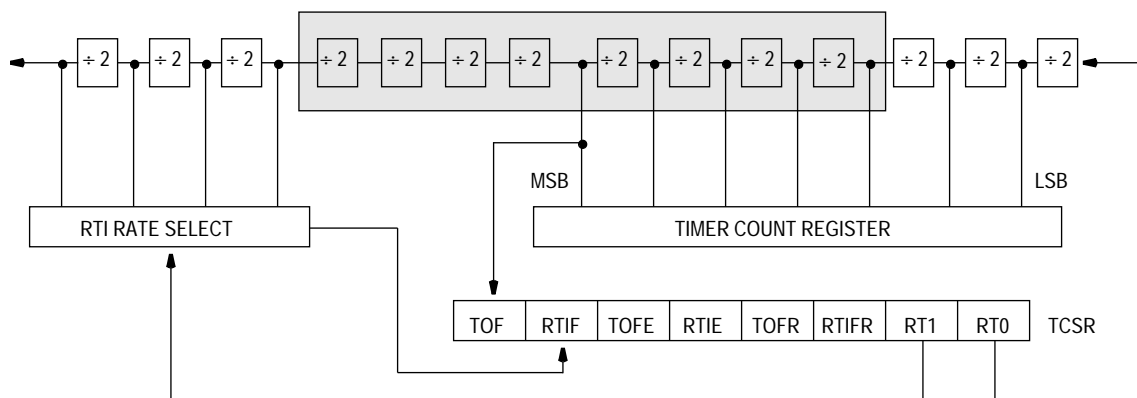 ÷ 2 ÷ 2 ÷ 2 ÷ 2 ÷ 2 ÷ 2 ÷ 2 ÷ 2 ÷ 2 ÷ 2 ÷ 2 ÷ 2 ÷ 2 ÷ 2
MSB LSB
RTI RATE SELECT TIMER COUNT REGISTER
TOF RTIF TOFE RTIE TOFR RTIFR RT1 RT0 TCSR